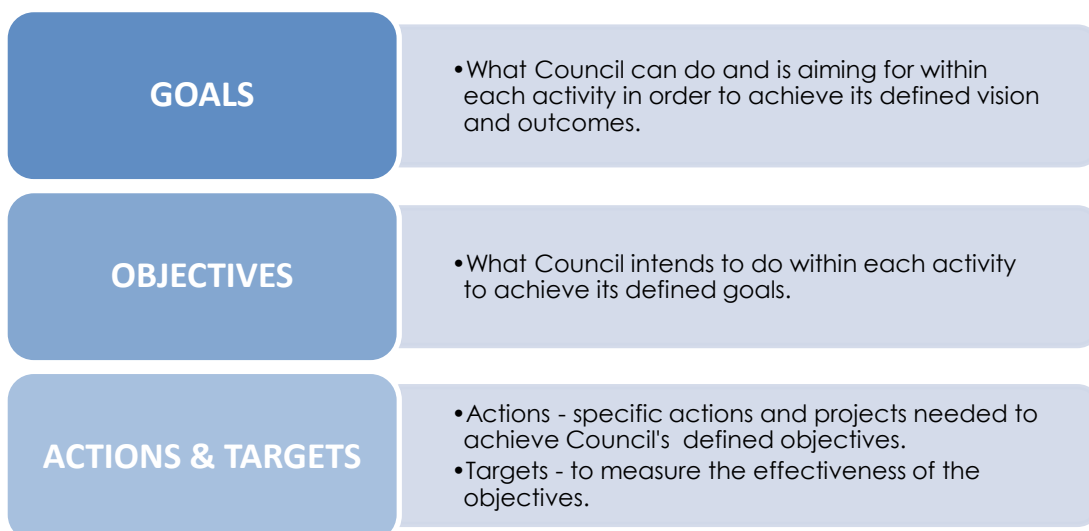 GOALS
•What Council can do and is aiming for within
each activity in order to achieve its defined vision
and outcomes.
OBJECTIVES
•What Council intends to do within each activity
to achieve its defined goals.
ACTIONS & TARGETS
•Actions - specific actions and projects needed to
achieve Council's  defined objectives.
•Targets - to measure the effectiveness of the
objectives.